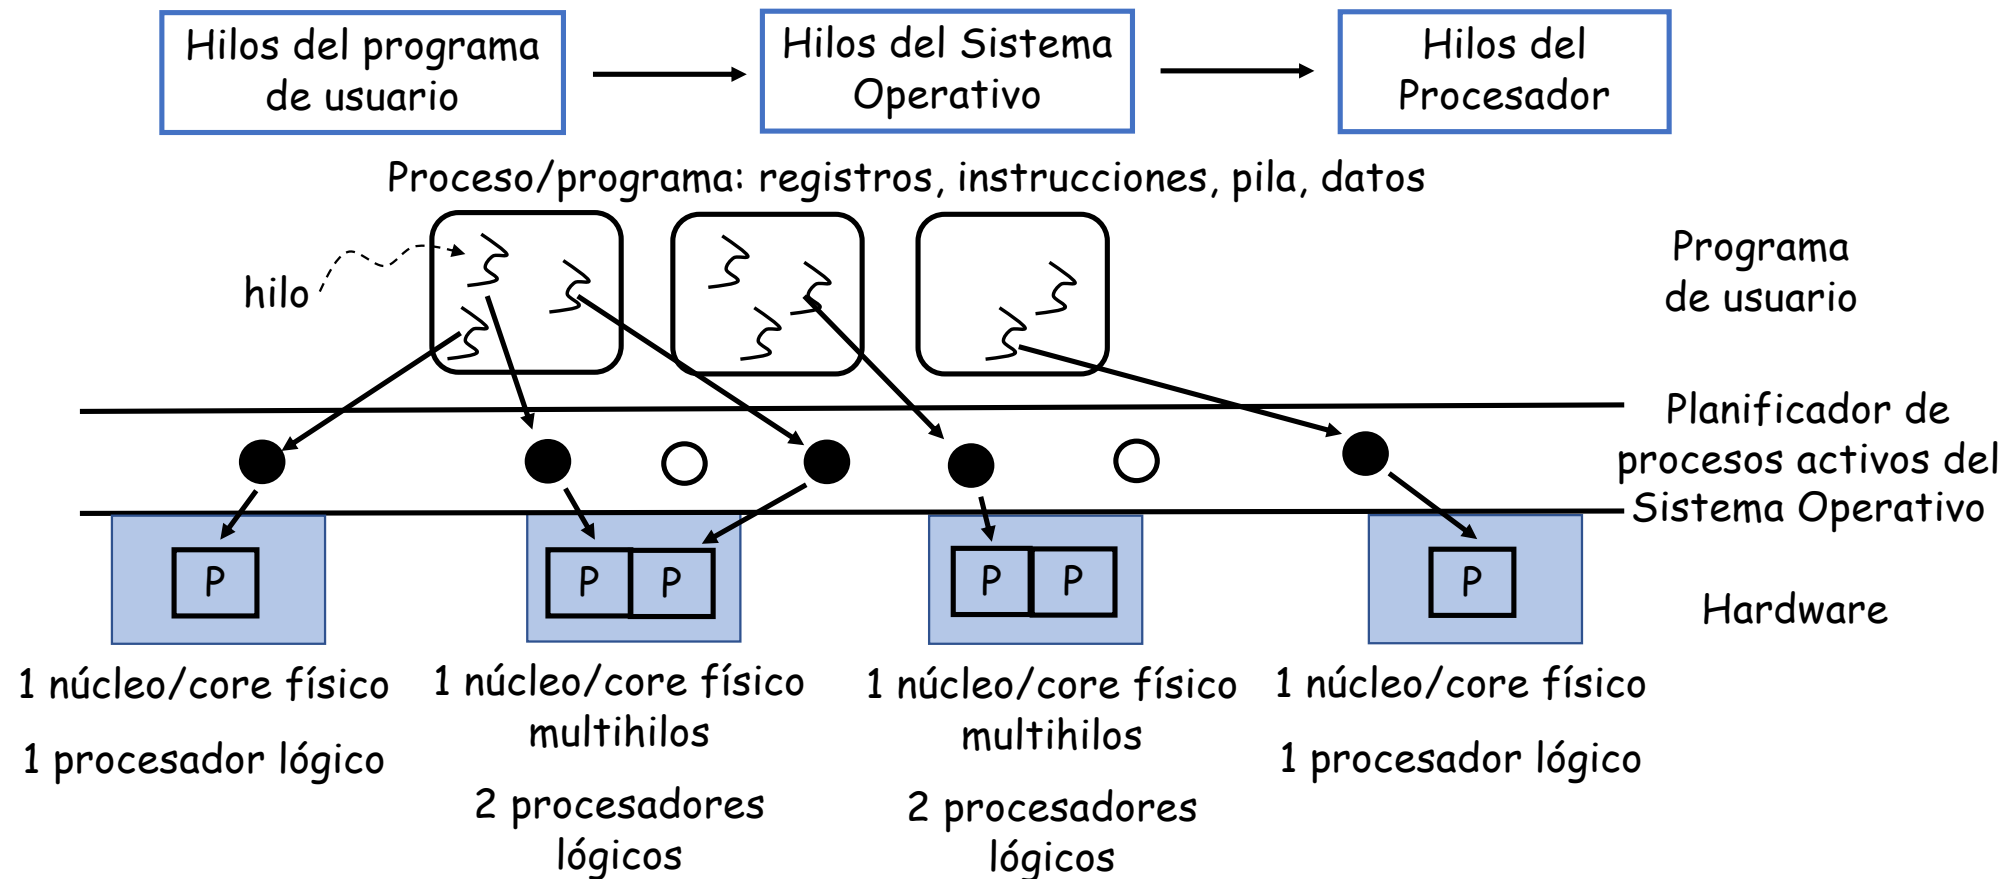 Hilos del programa
de usuario
Hilos del Sistema
Operativo
Hilos del
Procesador
Proceso/programa: registros, instrucciones, pila, datos
hilo
Programa
de usuario
Planificador de
procesos activos del
Sistema Operativo
P
P
P
P
P
P
Hardware
1 núcleo/core físico
1 procesador lógico
1 núcleo/core físico
multihilos
2 procesadores
lógicos
1 núcleo/core físico
multihilos
2 procesadores
lógicos
1 núcleo/core físico
1 procesador lógico